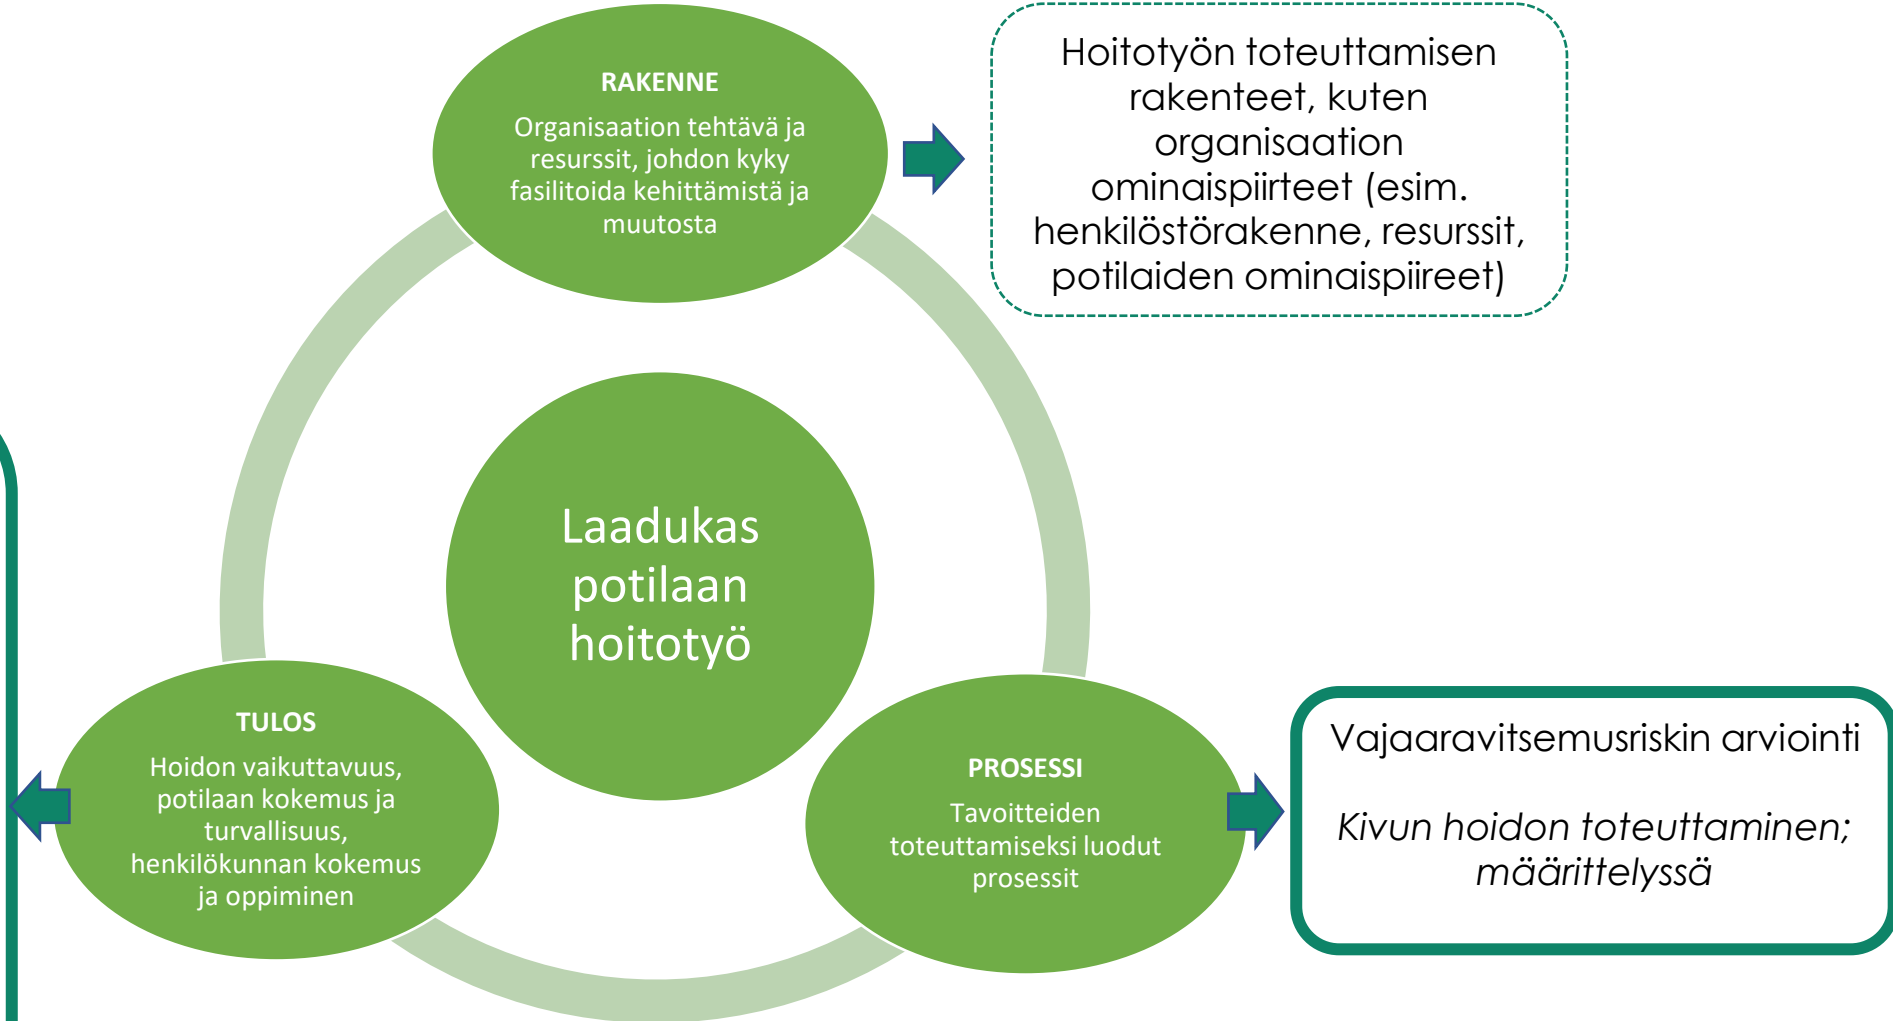 RAKENNE
Organisaation tehtävä ja
resurssit, johdon kyky
fasilitoida kehittämistä ja
muutosta
Hoitotyön toteuttamisen
rakenteet, kuten
organisaation
ominaispiirteet (esim.
henkilöstörakenne, resurssit,
potilaiden ominaispiireet)
Laadukas
potilaan
hoitotyö
TULOS
Hoidon vaikuttavuus,
potilaan kokemus ja
turvallisuus,
henkilökunnan kokemus
ja oppiminen
PROSESSI
Tavoitteiden
toteuttamiseksi luodut
prosessit
Vajaaravitsemusriskin arviointi
Kivun hoidon toteuttaminen;
määrittelyssä